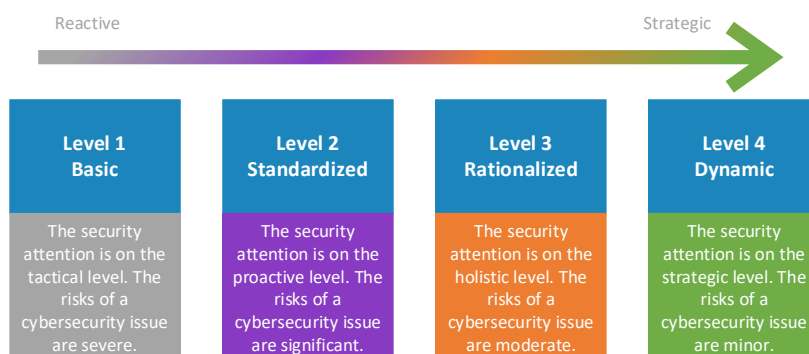 Reactive
Strategic
Level 1
Basic
The security
attention is on the
tactical level. The
risks of a
cybersecurity issue
are severe.
Level 2
Standardized
The security
attention is on the
proactive level. The
risks of a
cybersecurity issue
are significant.
Level 3
Rationalized
The security
attention is on the
holistic level. The
risks of a
cybersecurity issue
are moderate.
Level 4
Dynamic
The security
attention is on the
strategic level. The
risks of a
cybersecurity issue
are minor.